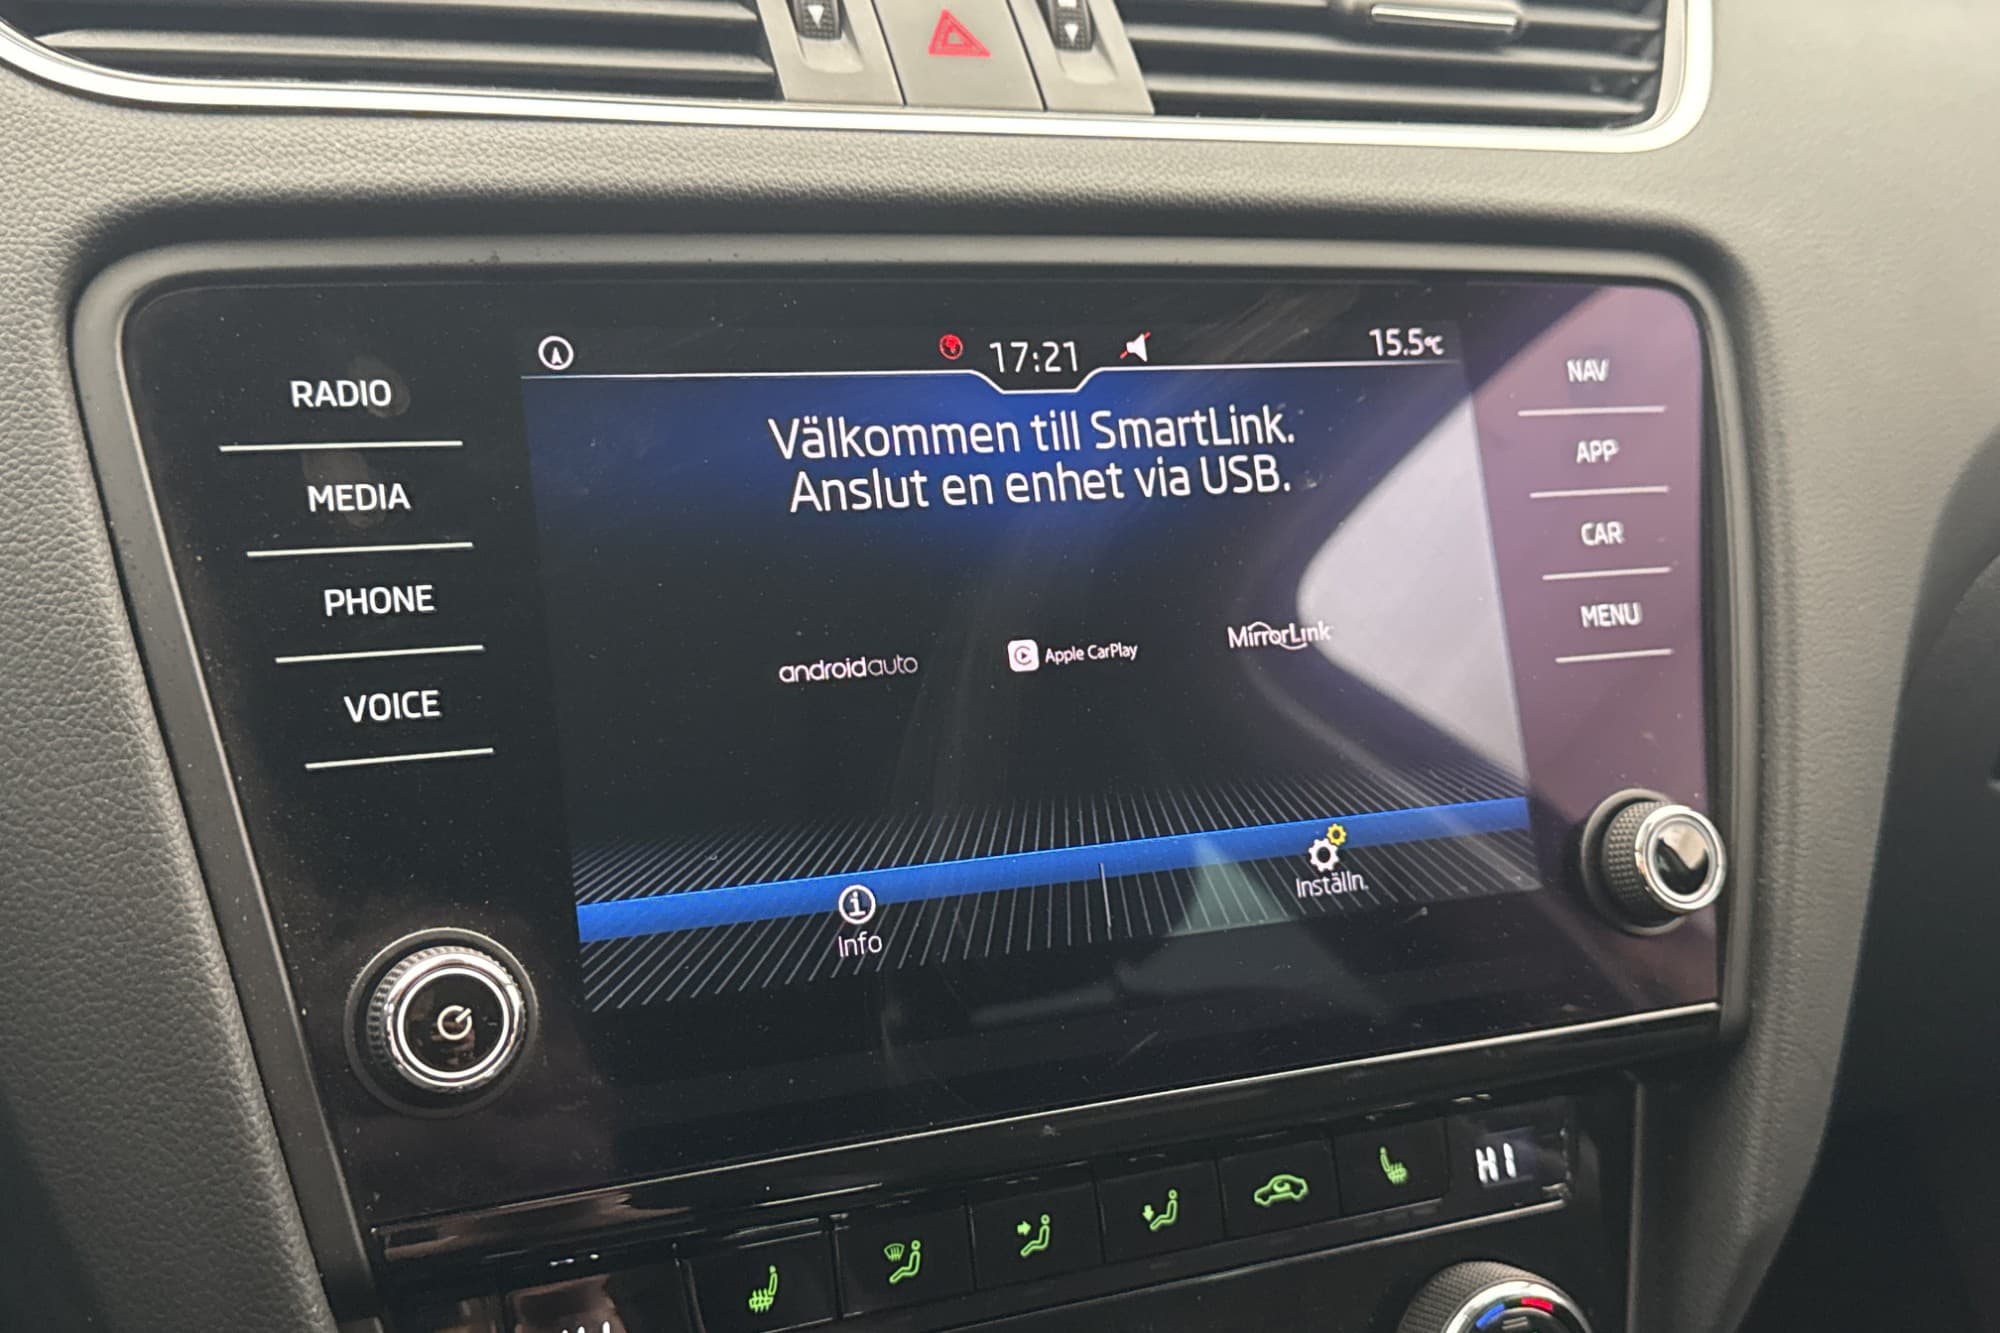 17:21
15.5°C
RADIO
MEDIA
PHONE
VOICE
Välkommen till SmartLink.
Anslut en enhet via USB.
androidauto
Apple CarPlay
MirrorLink
Info
Inställn.
NAV
APP
CAR
MENU
HI